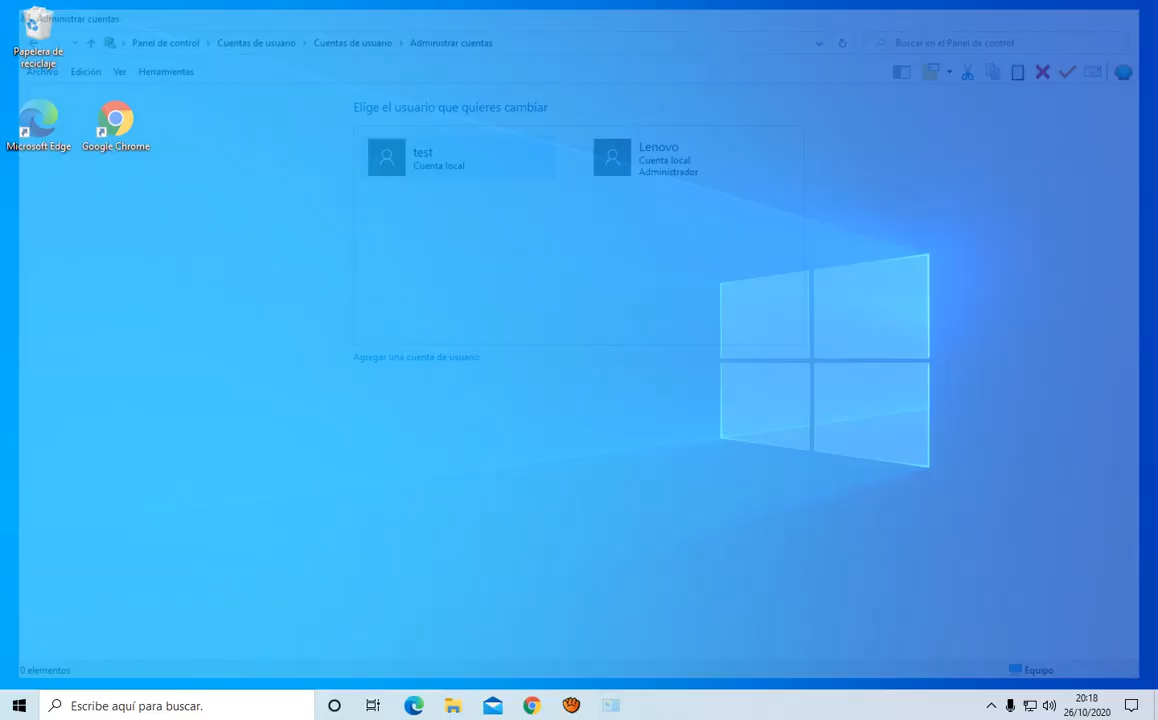 Administrar cuentas
Papelera de
reciclaje
Panel de control > Cuentas de usuario > Cuentas de usuario > Administrar cuentas
Buscar en el Panel de control
Archivo Edición Ver Herramientas
Elige el usuario que quieres cambiar
Microsoft Edge
Google Chrome
test
Cuenta local
Lenovo
Cuenta local
Administrador
Agregar una cuenta de usuario
0 elementos
Equipo
Escribe aquí para buscar.
20:18
26/10/2020